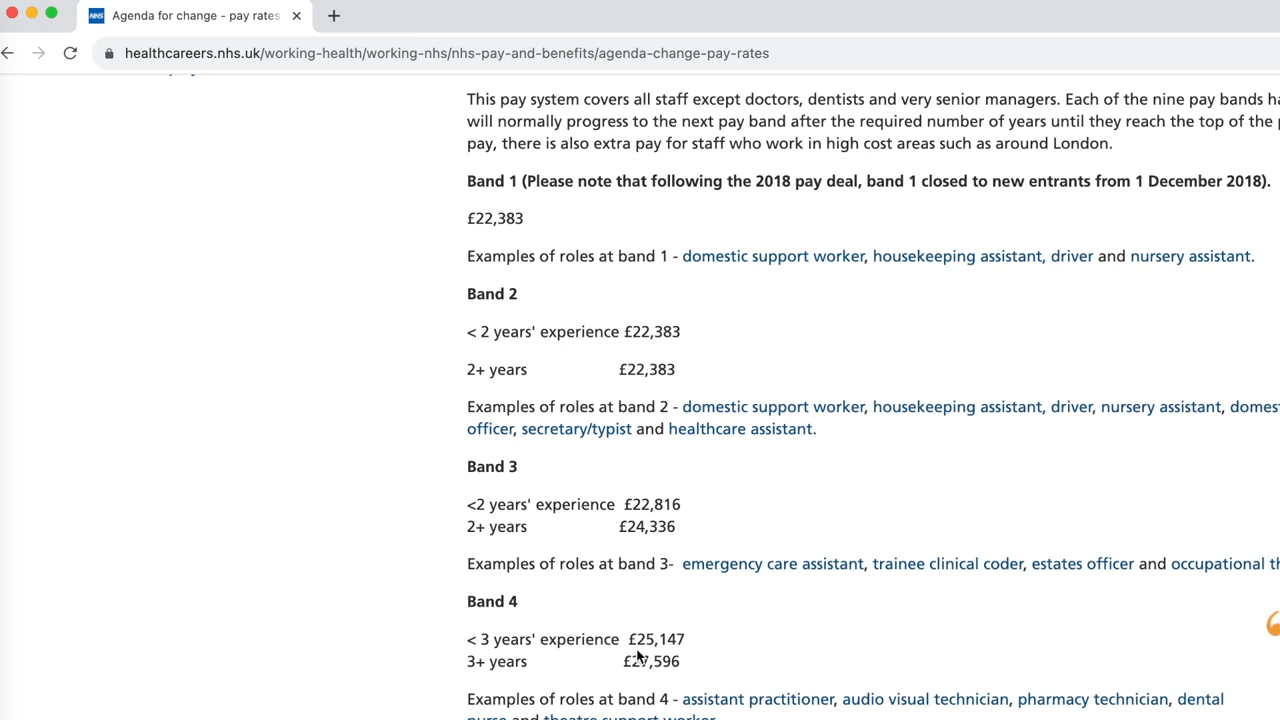 NHS Agenda for change - pay rates
healthcareers.nhs.uk/working-health/working-nhs/nhs-pay-and-benefits/agenda-change-pay-rates
This pay system covers all staff except doctors, dentists and very senior managers. Each of the nine pay bands
will normally progress to the next pay band after the required number of years until they reach the top of the
pay, there is also extra pay for staff who work in high cost areas such as around London.
Band 1 (Please note that following the 2018 pay deal, band 1 closed to new entrants from 1 December 2018).
£22,383
Examples of roles at band 1 - domestic support worker, housekeeping assistant, driver and nursery assistant.
Band 2
< 2 years' experience £22,383
2+ years £22,383
Examples of roles at band 2 - domestic support worker, housekeeping assistant, driver, nursery assistant,
officer, secretary/typist and healthcare assistant.
Band 3
<2 years' experience £22,816
2+ years £24,336
Examples of roles at band 3- emergency care assistant, trainee clinical coder, estates officer and occupational
Band 4
< 3 years' experience £25,147
3+ years £27,596
Examples of roles at band 4 - assistant practitioner, audio visual technician, pharmacy technician, dental
nurse and theatre support worker.